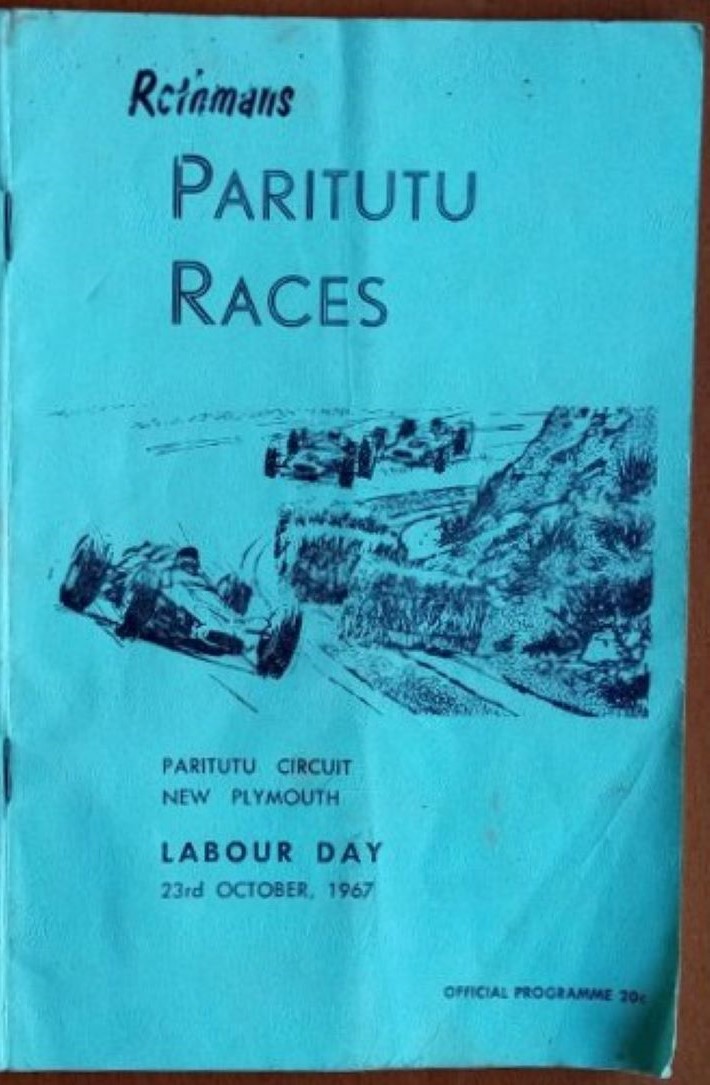 Rothmans
PARITUTU
RACES
PARITUTU CIRCUIT
NEW PLYMOUTH
LABOUR DAY
23rd OCTOBER, 1967
OFFICIAL PROGRAMME 20c